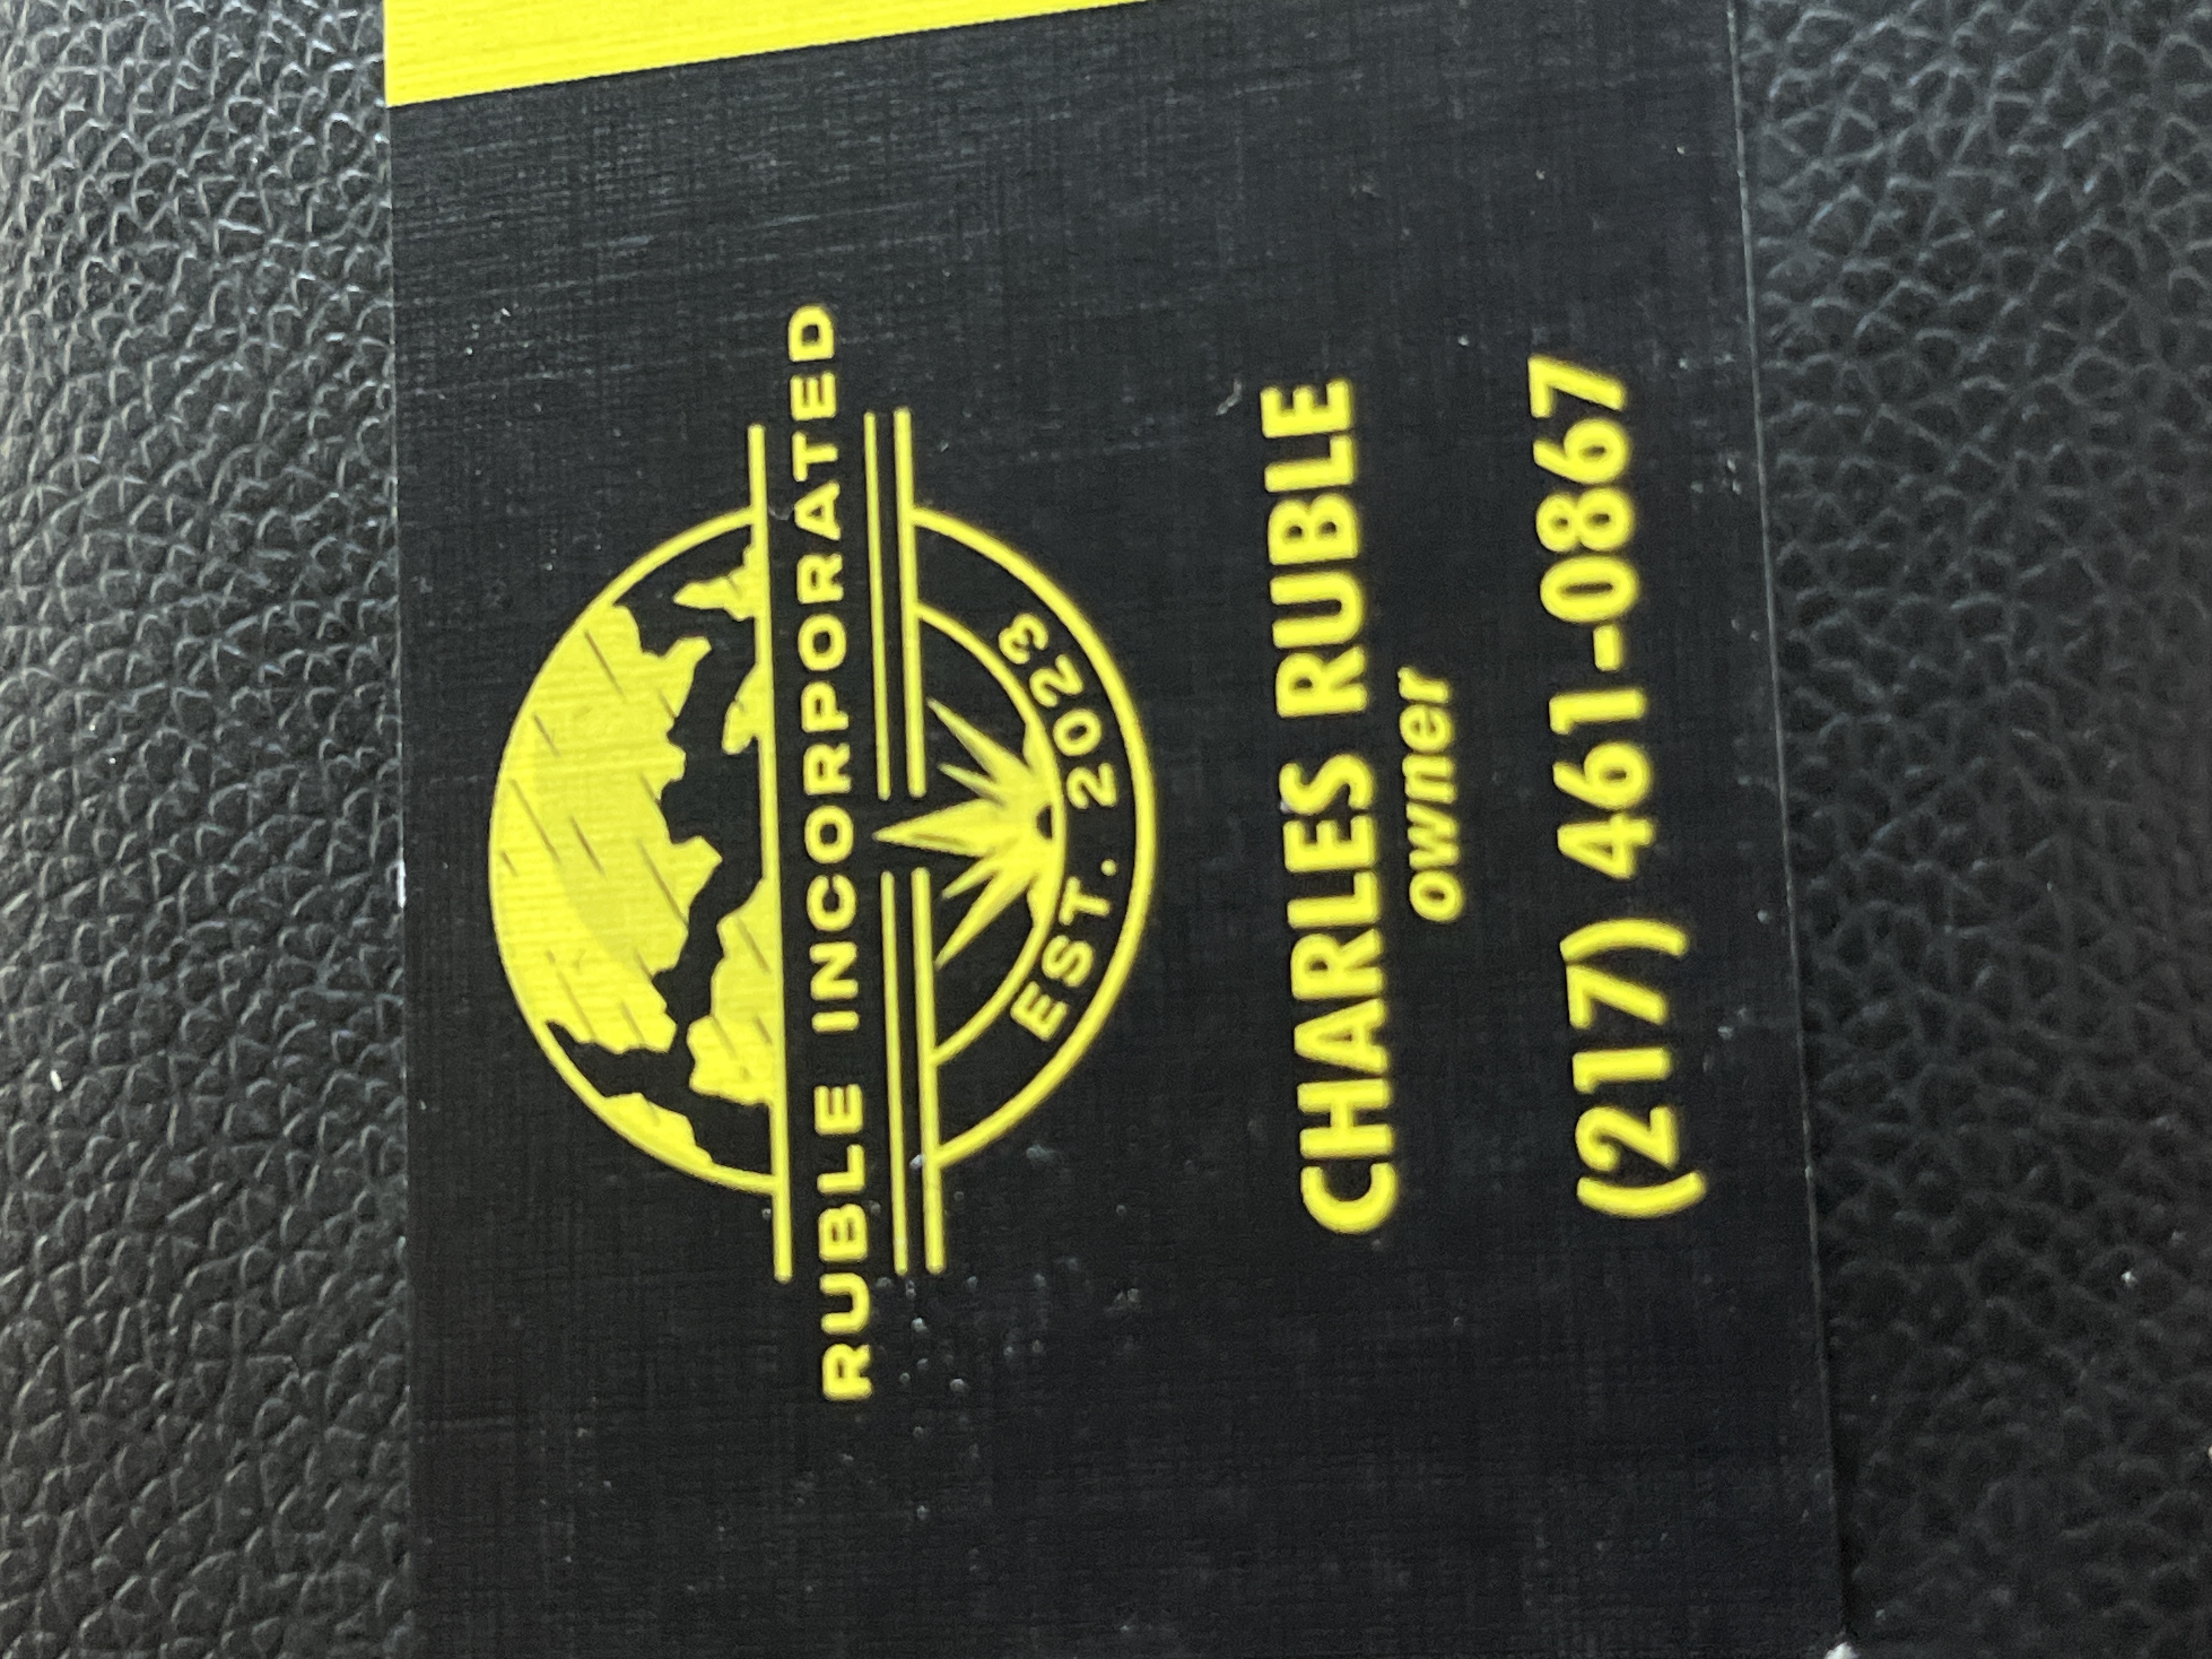 RUBLE INCORPORATED
EST. 2023
CHARLES RUBLE
owner
(217) 461-0867